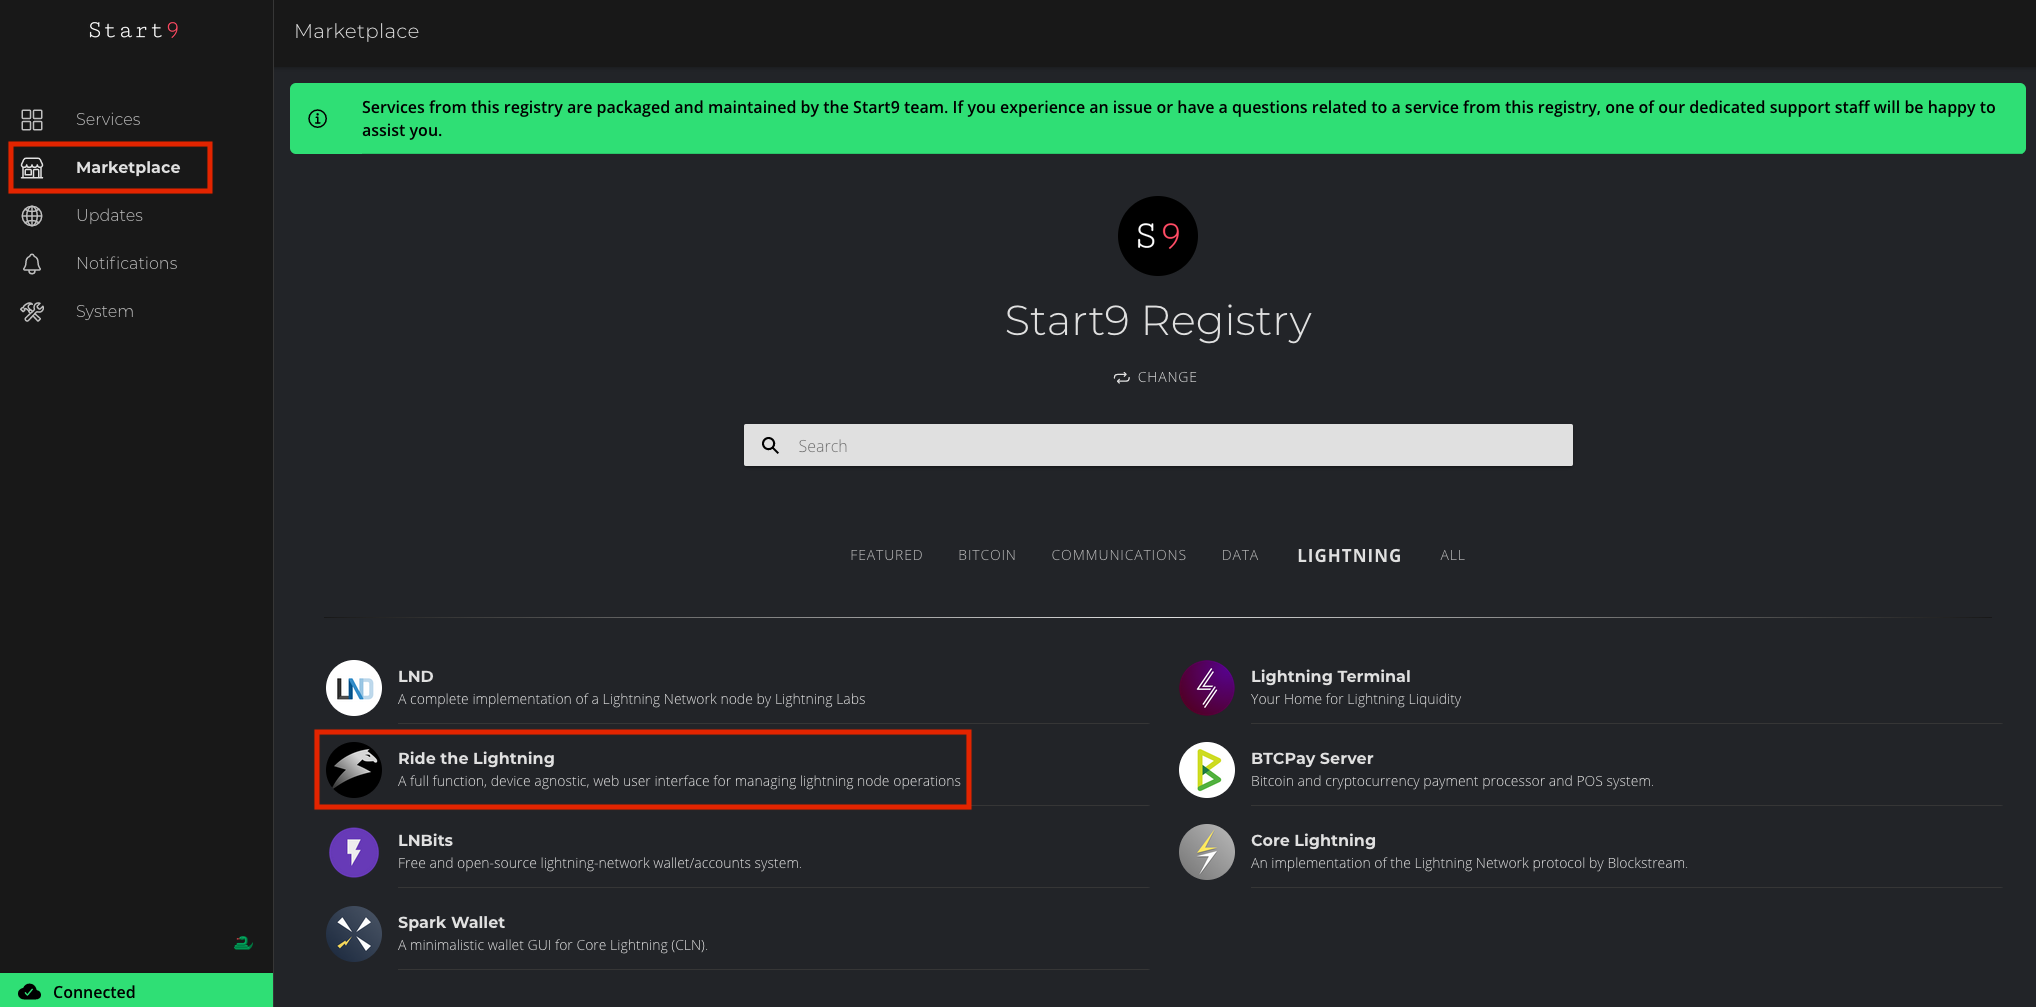 Start9
Marketplace
Services
Marketplace
Updates
Notifications
System
Services from this registry are packaged and maintained by the Start9 team. If you experience an issue or have a questions related to a service from this registry, one of our dedicated support staff will be happy to
assist you.
S9
Start9 Registry
CHANGE
Search
FEATURED BITCOIN COMMUNICATIONS DATA LIGHTNING ALL
LND
LND
A complete implementation of a Lightning Network node by Lightning Labs
Lightning Terminal
Your Home for Lightning Liquidity
Ride the Lightning
A full function, device agnostic, web user interface for managing lightning node operations
BTCPay Server
Bitcoin and cryptocurrency payment processor and POS system.
LNBits
Free and open-source lightning-network wallet/accounts system.
Core Lightning
An implementation of the Lightning Network protocol by Blockstream.
Spark Wallet
A minimalistic wallet GUI for Core Lightning (CLN).
Connected